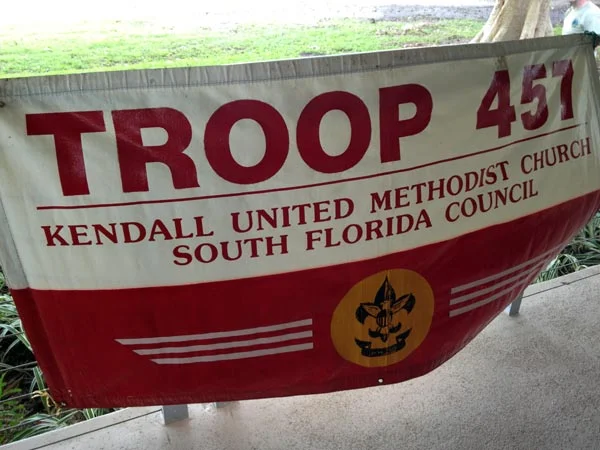 TROOP 457
KENDALL UNITED METHODIST CHURCH
SOUTH FLORIDA COUNCIL